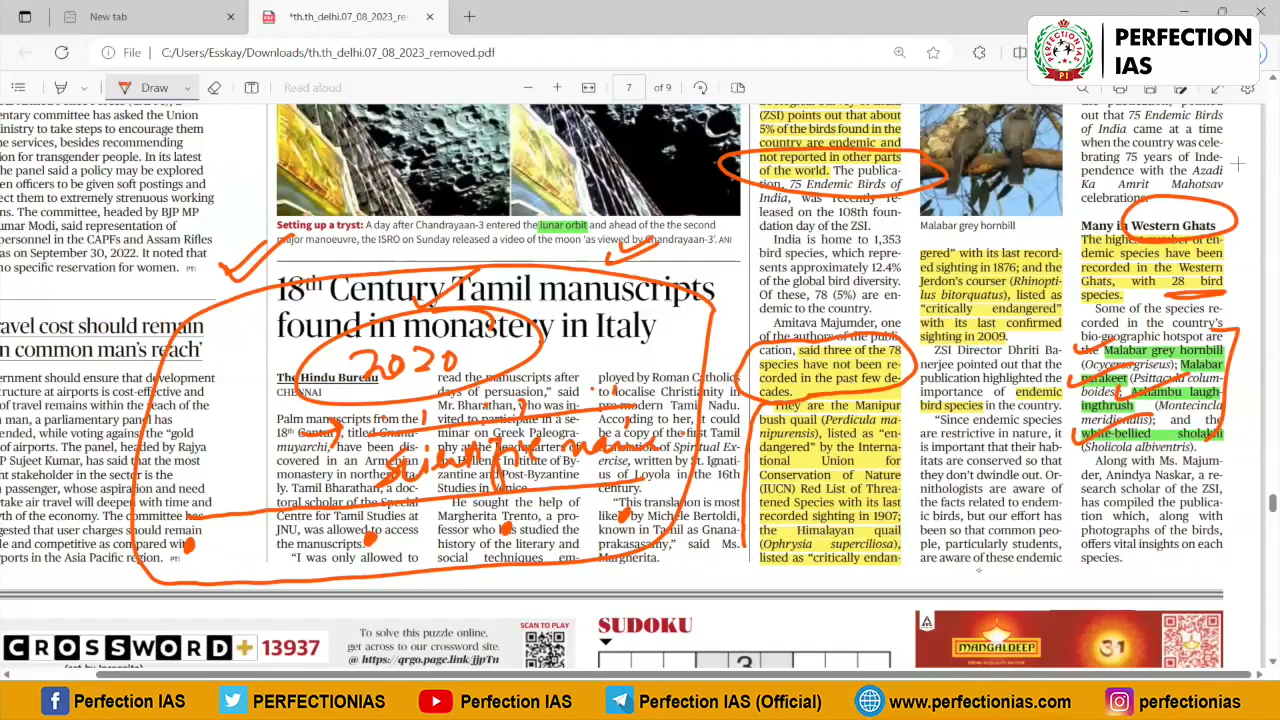 New tab
*th.th_delhi.07_08_2023_remo
PERFECTION
IAS
File
C:/Users/Esskay/Downloads/th.th_delhi.07_08_2023_removed.pdf
Draw
Read aloud
7
of 9
entary committee has asked the Union
inistry to take steps to encourage them
he services, besides recommending
tion for transgender people. In its latest
he panel said a policy may be explored
en officers to be given soft postings and
ect them to extremely strenuous working
ns. The committee, headed by BJP MP
umar Modi, said representation of
personnel in the CAPFs and Assam Rifles
as on September 30, 2022. It noted that
no specific reservation for women. PTI
ravel cost should remain
n common man's reach'
ernment should ensure that development
structure at airports is cost-effective and
of travel remains within the reach of the
n man, a parliamentary panel has
ended, while voting against the "gold
of airports. The panel, headed by Rajya
P Sujeet Kumar, has said that the most
nt stakeholder in the sector is the
passenger, whose aspiration and need
take air travel will deepen with time and
wth of the economy. The committee has
gested that user charges should remain
le and competitive as compared with
rports in the Asia Pacific region. PTI
Setting up a tryst: A day after Chandrayaan-3 entered the lunar orbit and ahead of the the second
major manoeuvre, the ISRO on Sunday released a video of the moon 'as viewed by Chandrayaan-3'. ANI
18th Century Tamil manuscripts
found in monastery in Italy
2020
The Hindu Bureau
CHENNAI
Palm manuscripts from the
18th Century, titled Gnana-
muyarchi, have been dis-
covered in an Armenian
monastery in northern Ita-
ly. Tamil Bharathan, a doc-
toral scholar of the Special
Centre for Tamil Studies at
JNU, was allowed to access
the manuscripts.
"I was only allowed to
read the manuscripts after
days of persuasion," said
Mr. Bharathan, who was in-
vited to participate in a se-
minar on Greek Paleogra-
phy at the headquarters of
Hellenic Institute of By-
zantine and Post-Byzantine
Studies in Venice.
He sought the help of
Margherita Trento, a pro-
fessor who has studied the
history of the literary and
social techniques em-
ployed by Roman Catholics
to localise Christianity in
pre-modern Tamil Nadu.
According to her, it could
be a copy of the first Tamil
translation of Spiritual Ex-
ercise, written by St. Ignati-
us of Loyola in the 16th
century.
"This translation is most
likely by Michele Bertoldi,
known in Tamil as Gnana-
prakasasamy," said Ms.
Margherita.
(ZSI) points out that about
5% of the birds found in the
country are endemic and
not reported in other parts
of the world. The publica-
tion, 75 Endemic Birds of
India, was recently re-
leased on the 108th foun-
dation day of the ZSI.
India is home to 1,353
bird species, which repre-
sents approximately 12.4%
of the global bird diversity.
Of these, 78 (5%) are en-
demic to the country.
Amitava Majumder, one
of the authors of the publi-
cation, said three of the 78
species have not been re-
corded in the past few de-
cades.
They are the Manipur
bush quail (Perdicula ma-
nipurensis), listed as "en-
dangered" by the Interna-
tional Union for
Conservation of Nature
(IUCN) Red List of Threa-
tened Species with its last
recorded sighting in 1907;
the Himalayan quail
(Ophrysia superciliosa),
listed as "critically endan-
Malabar grey hornbill
gered" with its last record-
ed sighting in 1876; and the
Jerdon's courser (Rhinopti-
lus bitorquatus), listed as
"critically endangered"
with its last confirmed
sighting in 2009.
ZSI Director Dhriti Ba-
nerjee pointed out that the
publication highlighted the
importance of endemic
bird species in the country.
"Since endemic species
are restrictive in nature, it
is important that their hab-
itats are conserved so that
they don't dwindle out. Or-
nithologists are aware of
the facts related to endem-
ic birds, but our effort has
been so that common peo-
ple, particularly students,
are aware of these endemic
out that 75 Endemic Birds
of India came at a time
when the country was cele-
brating 75 years of Inde-
pendence with the Azadi
Ka Amrit Mahotsav
celebrations.
Many in Western Ghats
The highest number of en-
demic species have been
recorded in the Western
Ghats, with 28 bird
species.
Some of the species re-
corded in the country's
bio-geographic hotspot are
the Malabar grey hornbill
(Ocyceros griseus); Malabar
parakeet (Psittacula colum-
boides); Ashambu laugh-
ingthrush (Montecincla
meridionalis); and the
white-bellied sholakili
(Sholicola albiventris).
Along with Ms. Majum-
der, Anindya Naskar, a re-
search scholar of the ZSI,
has compiled the publica-
tion which, along with
photographs of the birds,
offers vital insights on each
species.
CROSSWORD + 13937
To solve this puzzle online,
get access to our crossword
@ https://qrgo.page.link/jjpTn
SCAN TO PLAY
SUDOKU
3
MANGALDEEP
31
Perfection IAS
PERFECTIONIAS
Perfection IAS
Perfection IAS (Official)
www.perfectionias.com
perfectionias